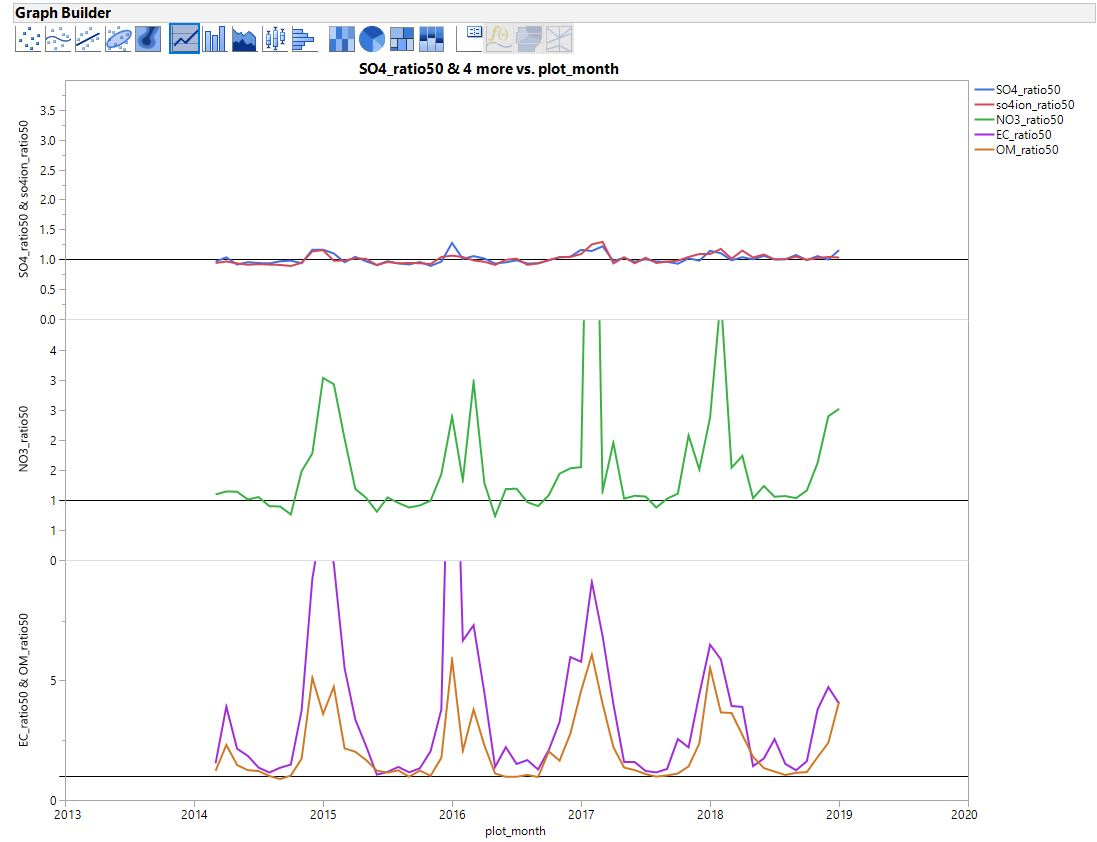 Graph Builder
SO4_ratio50 & 4 more vs. plot_month
SO4_ratio50
so4ion_ratio50
NO3_ratio50
EC_ratio50
OM_ratio50
SO4_ratio50 & so4ion_ratio50
3.5
3.0
2.5
2.0
1.5
1.0
0.5
0.0
NO3_ratio50
4
3
3
2
2
1
1
0
EC_ratio50 & OM_ratio50
5
0
2013 2014 2015 2016 2017 2018 2019 2020
plot_month